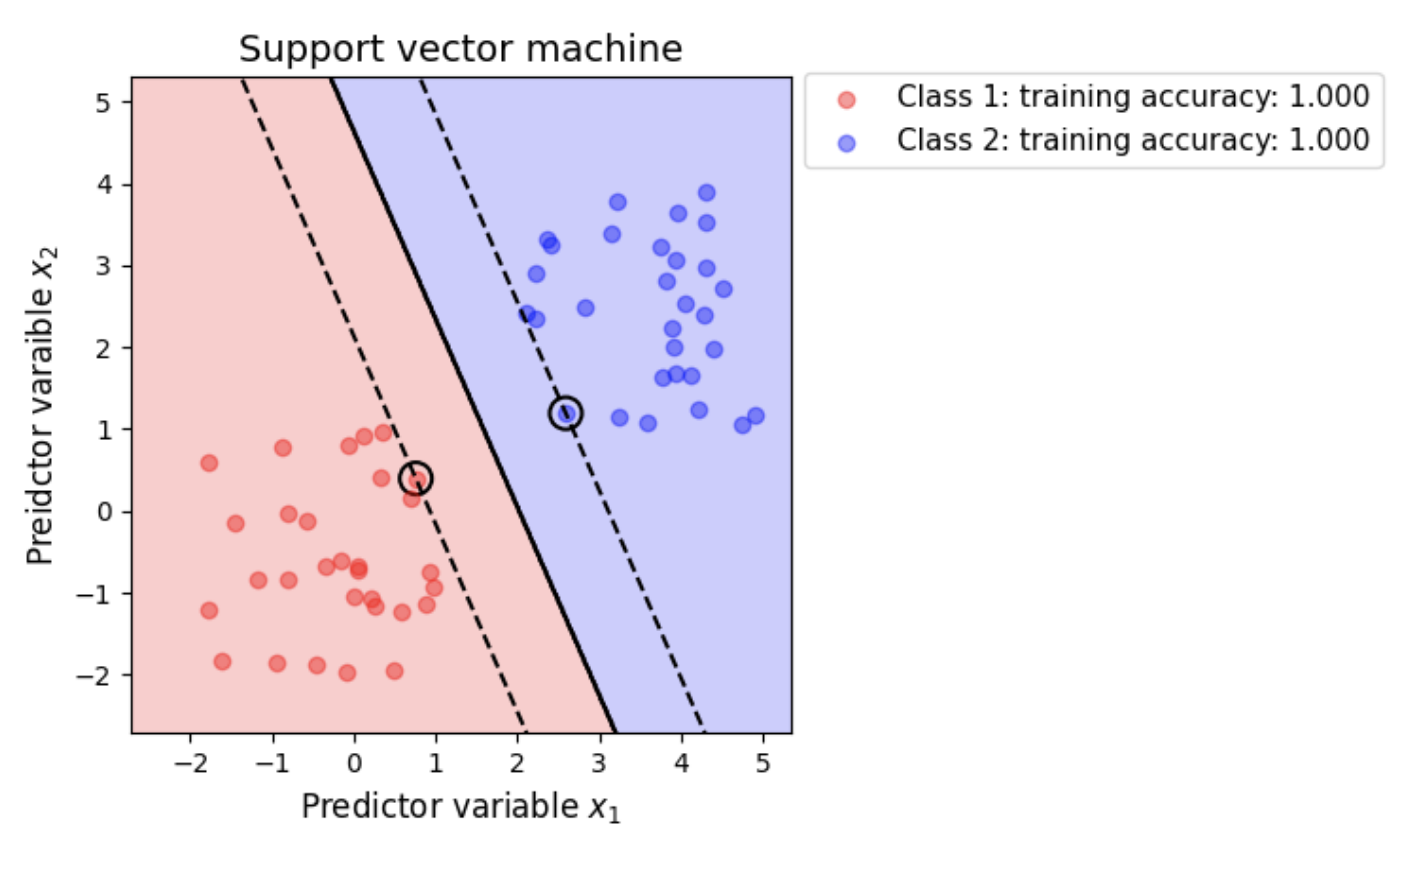 Support vector machine
Class 1: training accuracy: 1.000
Class 2: training accuracy: 1.000
Preidctor varaible x₂
5
4
3
2
1
0
−1
−2
−2 −1 0 1 2 3 4 5
Predictor variable x₁